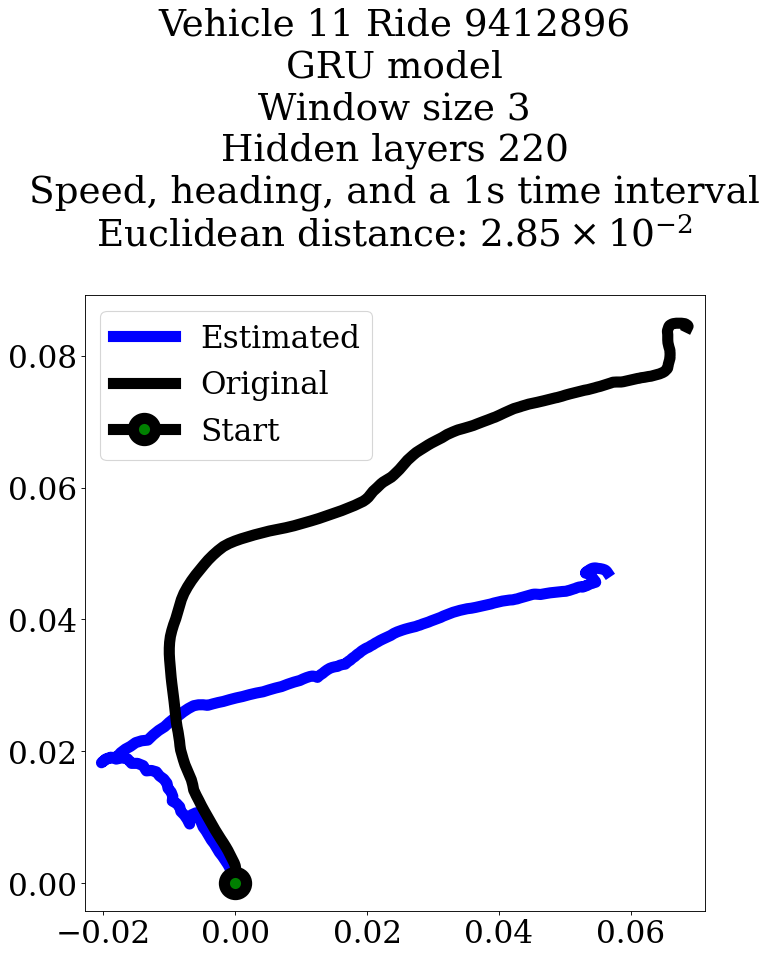 Vehicle 11 Ride 9412896
GRU model
Window size 3
Hidden layers 220
Speed, heading, and a 1s time interval
Euclidean distance: 2.85 × 10⁻²
Estimated
Original
Start
0.08
0.06
0.04
0.02
0.00
−0.02 0.00 0.02 0.04 0.06